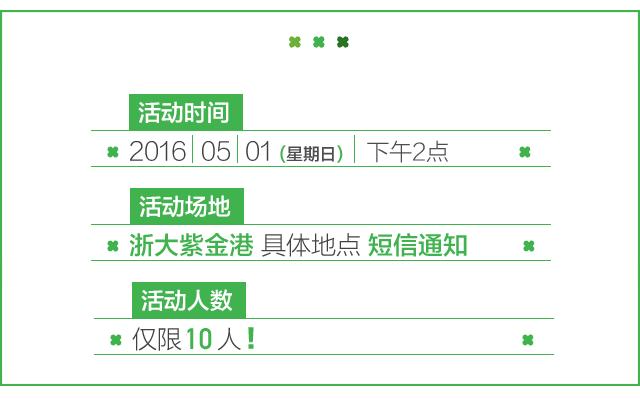 活动时间
2016 | 05 | 01 (星期日) | 下午2点
活动场地
浙大紫金港 具体地点 短信通知
活动人数
仅限10人!